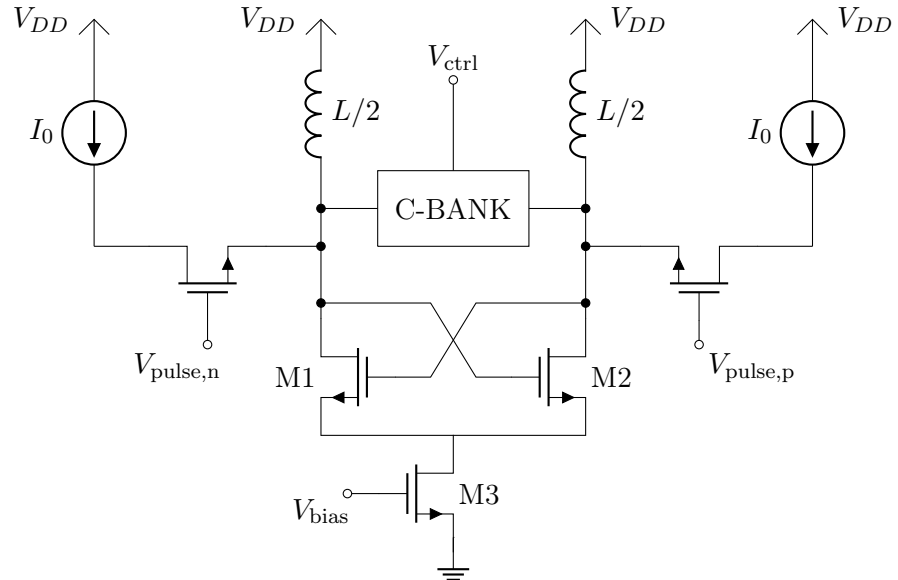 V_DD V_DD V_DD V_DD
V_ctrl
I_0 L/2 L/2 I_0
C-BANK
V_pulse,n M1 M2 V_pulse,p
V_bias M3